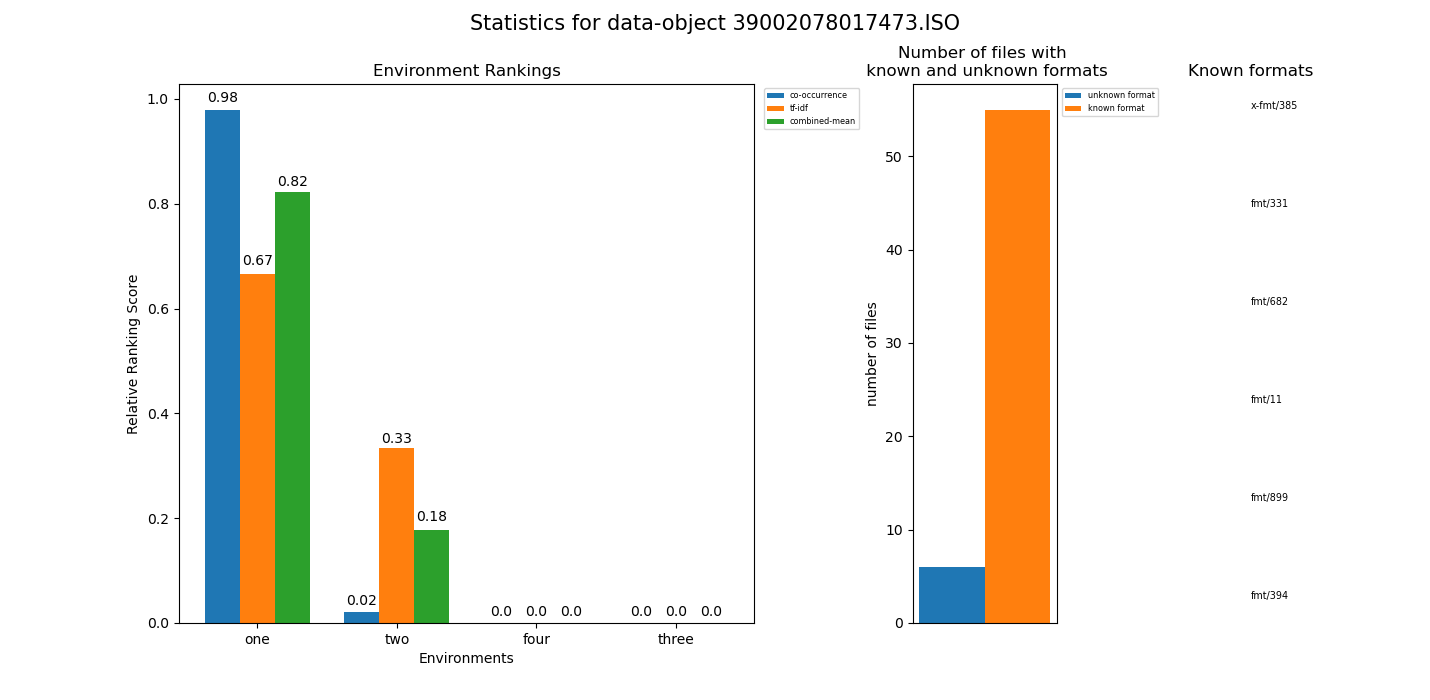 Statistics for data-object 39002078017473.ISO
Environment Rankings
1.0
0.8
0.6
0.4
0.2
0.0
Relative Ranking Score
0.98
0.67
0.82
0.02
0.33
0.18
0.0 0.0 0.0
0.0 0.0 0.0
one two four three
Environments
co-occurrence
tf-idf
combined-mean
Number of files with
known and unknown formats
50
40
30
20
10
0
number of files
unknown format
known format
Known formats
x-fmt/385
fmt/331
fmt/682
fmt/11
fmt/899
fmt/394